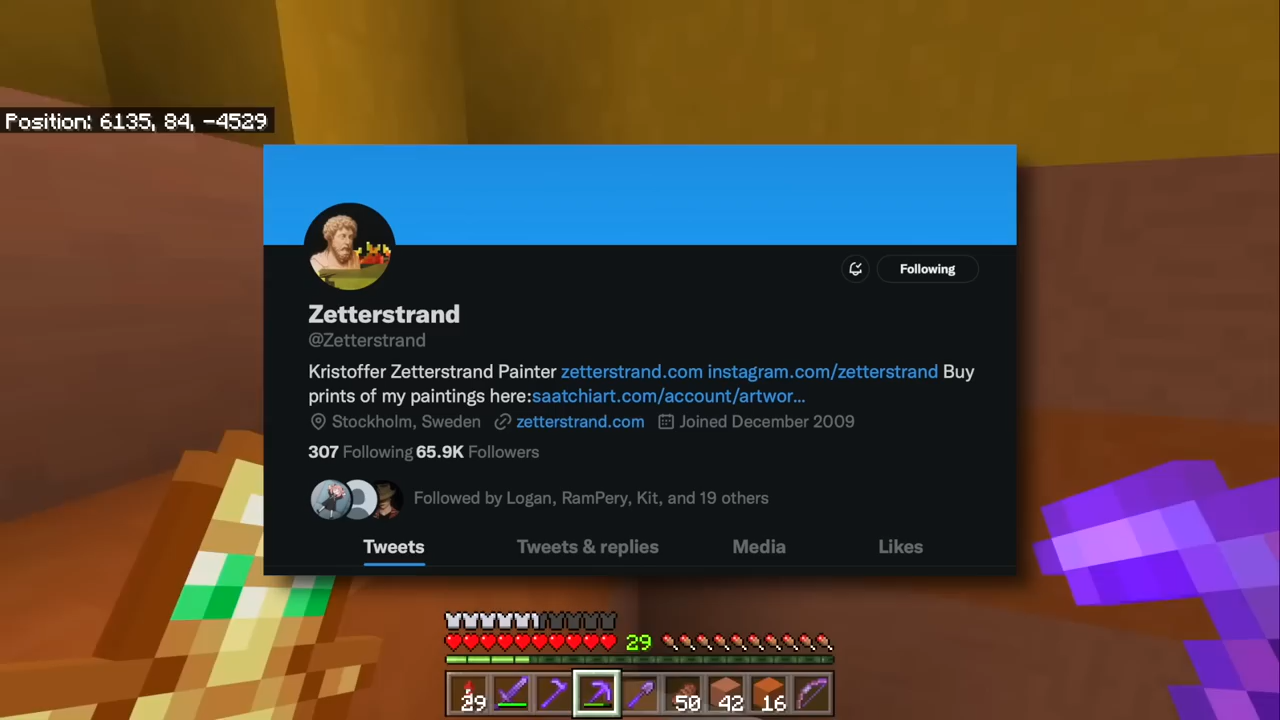 Position: 6135, 84, -4529
Following
Zetterstrand
@Zetterstrand
Kristoffer Zetterstrand Painter zetterstrand.com instagram.com/zetterstrand Buy
prints of my paintings here:saatchiart.com/account/artwor...
Stockholm, Sweden zetterstrand.com Joined December 2009
307 Following 65.9K Followers
Followed by Logan, RamPery, Kit, and 19 others
Tweets Tweets & replies Media Likes
29
29 50 42 16